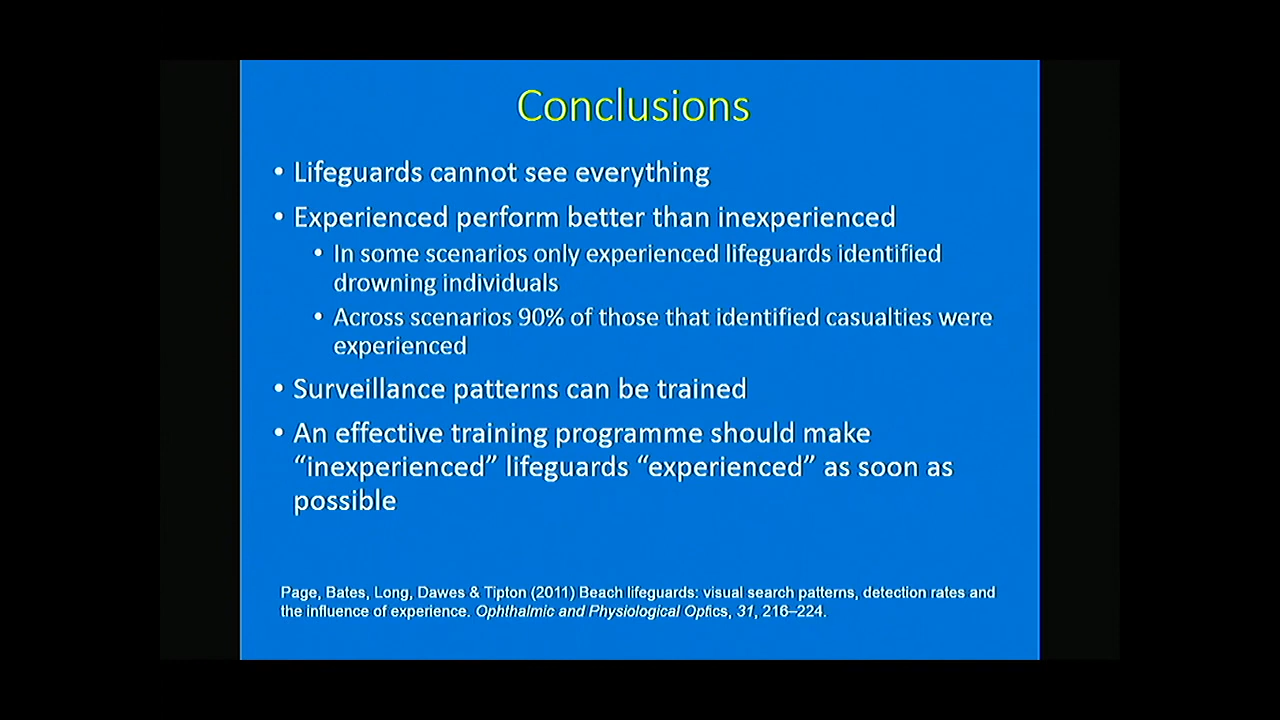 Conclusions
• Lifeguards cannot see everything
• Experienced perform better than inexperienced
• In some scenarios only experienced lifeguards identified
drowning individuals
• Across scenarios 90% of those that identified casualties were
experienced
• Surveillance patterns can be trained
• An effective training programme should make
“inexperienced” lifeguards “experienced” as soon as
possible
Page, Bates, Long, Dawes & Tipton (2011) Beach lifeguards: visual search patterns, detection rates and
the influence of experience. Ophthalmic and Physiological Optics, 31, 216–224.